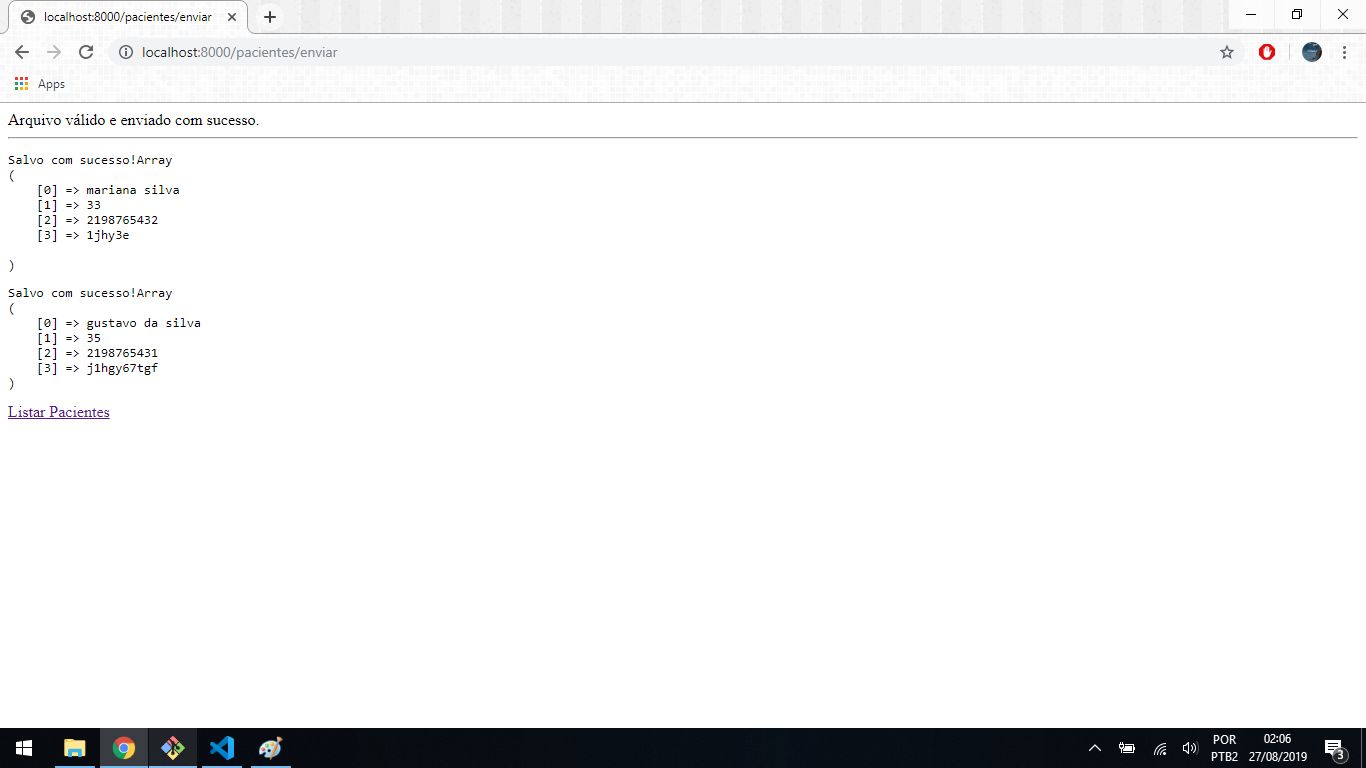 localhost:8000/pacientes/enviar
localhost:8000/pacientes/enviar
Apps
Arquivo válido e enviado com sucesso.
Salvo com sucesso!Array
(
[0] => mariana silva
[1] => 33
[2] => 2198765432
[3] => 1jhy3e
)
Salvo com sucesso!Array
(
[0] => gustavo da silva
[1] => 35
[2] => 2198765431
[3] => j1hgy67tgf
)
Listar Pacientes
POR
PTB2
02:06
27/08/2019
3